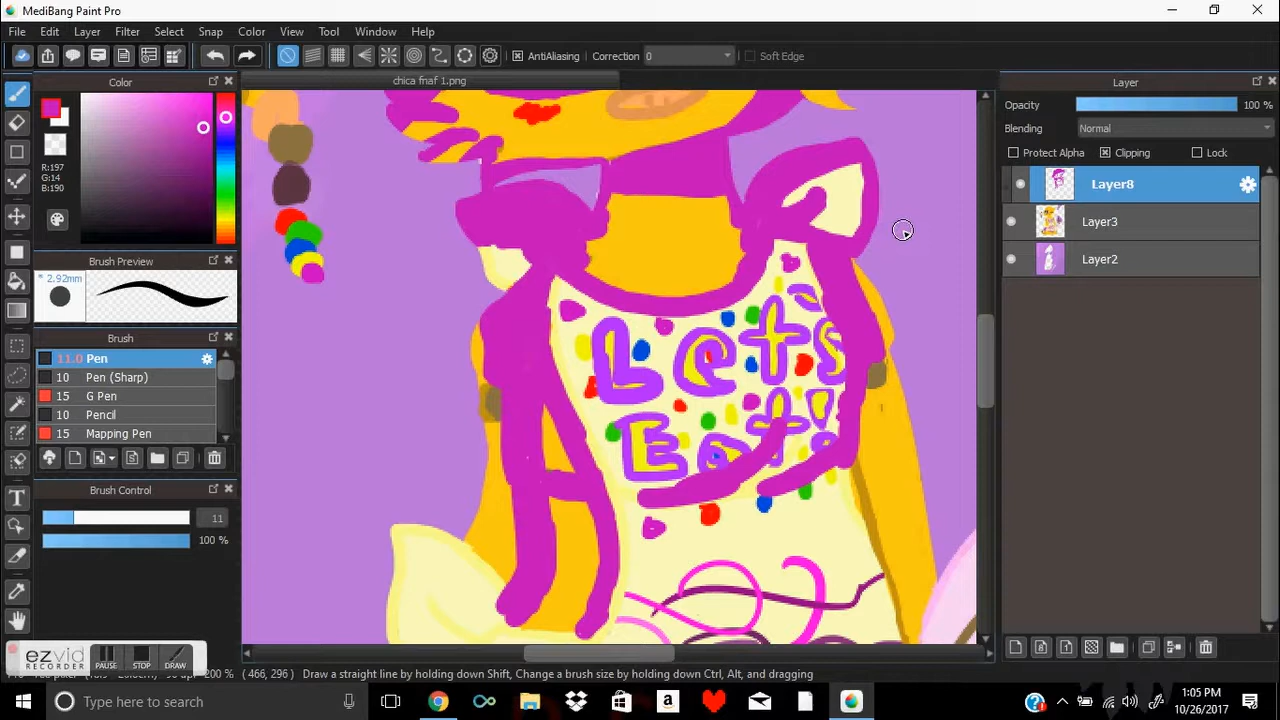 MediBang Paint Pro
File Edit Layer Filter Select Snap Color View Tool Window Help
AntiAliasing Correction 0 Soft Edge
Color
chica fnaf 1.png
Layer
Opacity 100 %
Blending Normal
Protect Alpha Clipping Lock
R:197
G:14
B:190
Layer8
Layer3
Layer2
Brush Preview
* 2.92mm
Brush
11.0 Pen
10 Pen (Sharp)
15 G Pen
10 Pencil
15 Mapping Pen
Brush Control
11
100 %
Let's
Eat
ezvid
RECORDER
PAUSE STOP DRAW
200 % (466, 296) Draw a straight line by holding down Shift, Change a brush size by holding down Ctrl, Alt, and dragging
Type here to search
1:05 PM
10/26/2017